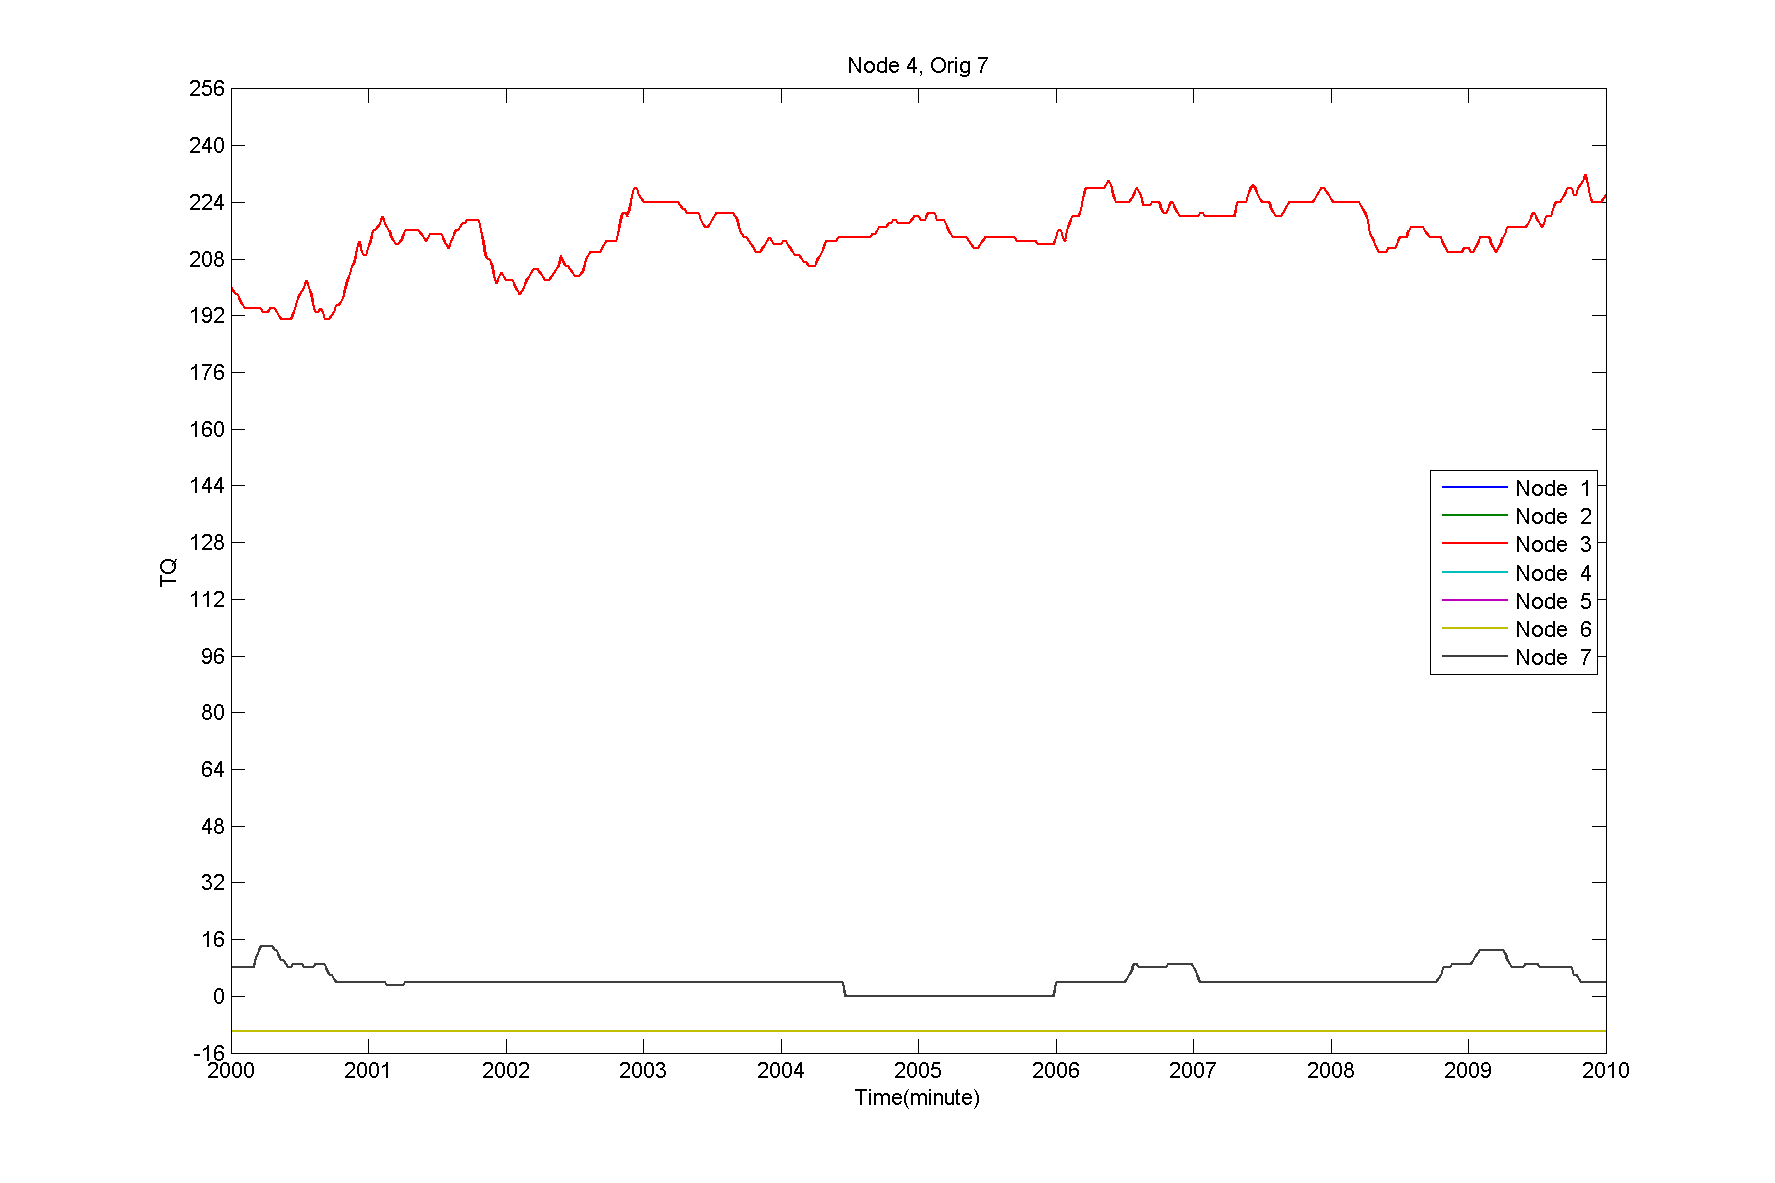 Node 4, Orig 7
256
240
224
208
192
176
160
144
128
112
96
80
64
48
32
16
0
-16
TQ
Node 1
Node 2
Node 3
Node 4
Node 5
Node 6
Node 7
2000 2001 2002 2003 2004 2005 2006 2007 2008 2009 2010
Time(minute)